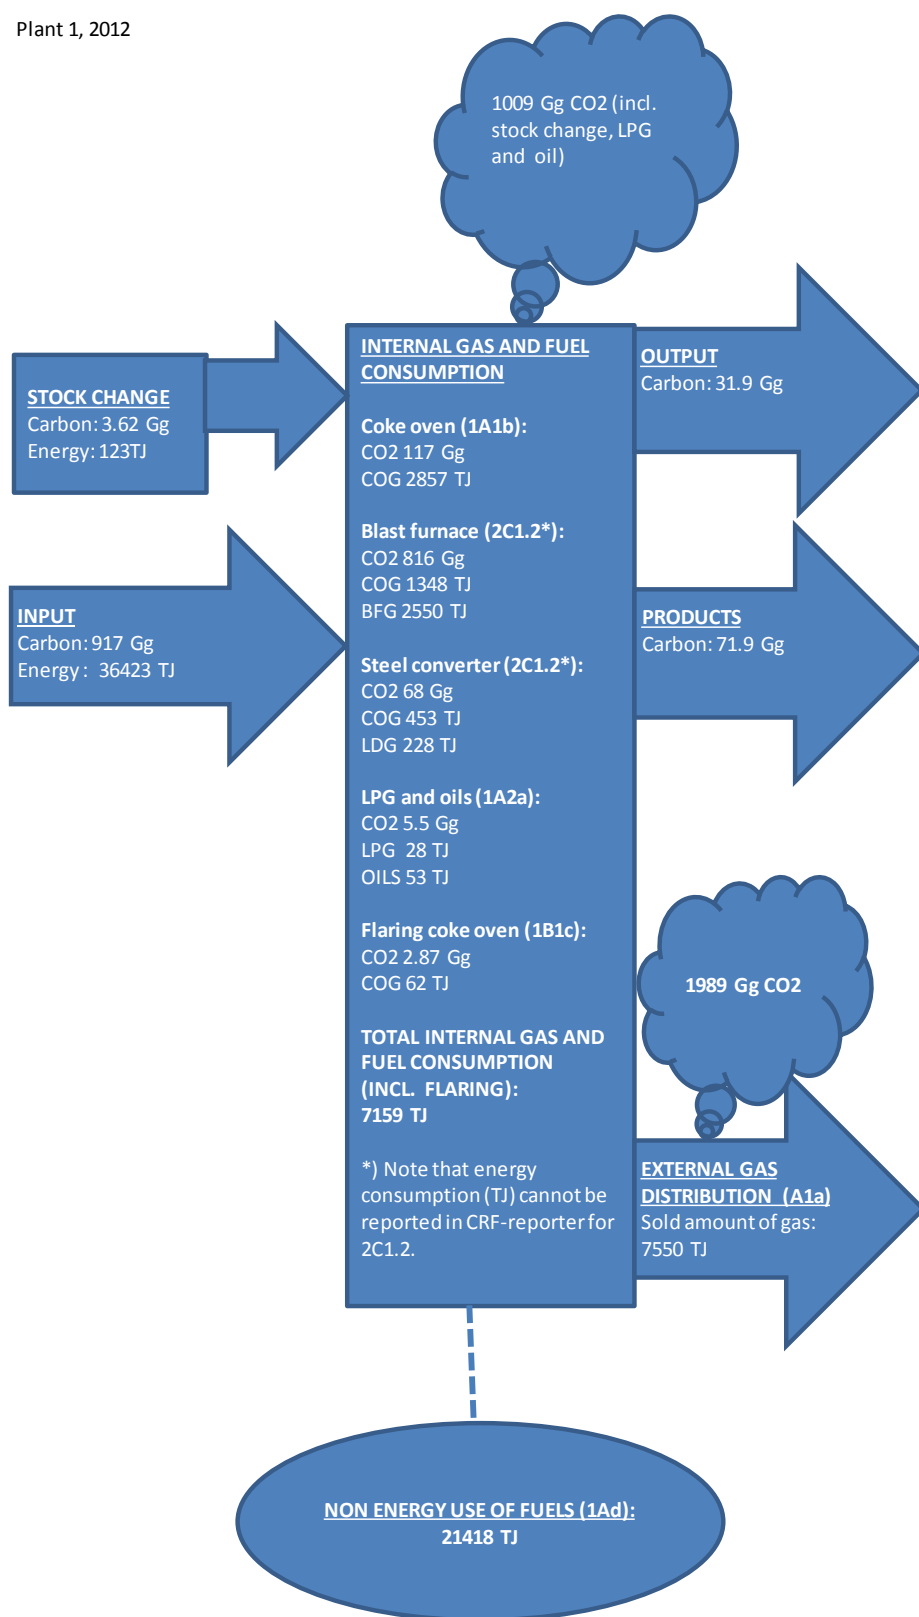 Plant 1, 2012
1009 Gg CO2 (incl.
stock change, LPG
and oil)
STOCK CHANGE
Carbon: 3.62 Gg
Energy: 123TJ
INPUT
Carbon: 917 Gg
Energy : 36423 TJ
INTERNAL GAS AND FUEL
CONSUMPTION
Coke oven (1A1b):
CO2 117 Gg
COG 2857 TJ
Blast furnace (2C1.2*):
CO2 816 Gg
COG 1348 TJ
BFG 2550 TJ
Steel converter (2C1.2*):
CO2 68 Gg
COG 453 TJ
LDG 228 TJ
LPG and oils (1A2a):
CO2 5.5 Gg
LPG 28 TJ
OILS 53 TJ
Flaring coke oven (1B1c):
CO2 2.87 Gg
COG 62 TJ
TOTAL INTERNAL GAS AND
FUEL CONSUMPTION
(INCL. FLARING):
7159 TJ
*) Note that energy
consumption (TJ) cannot be
reported in CRF-reporter for
2C1.2.
OUTPUT
Carbon: 31.9 Gg
PRODUCTS
Carbon: 71.9 Gg
1989 Gg CO2
EXTERNAL GAS
DISTRIBUTION (A1a)
Sold amount of gas:
7550 TJ
NON ENERGY USE OF FUELS (1Ad):
21418 TJ